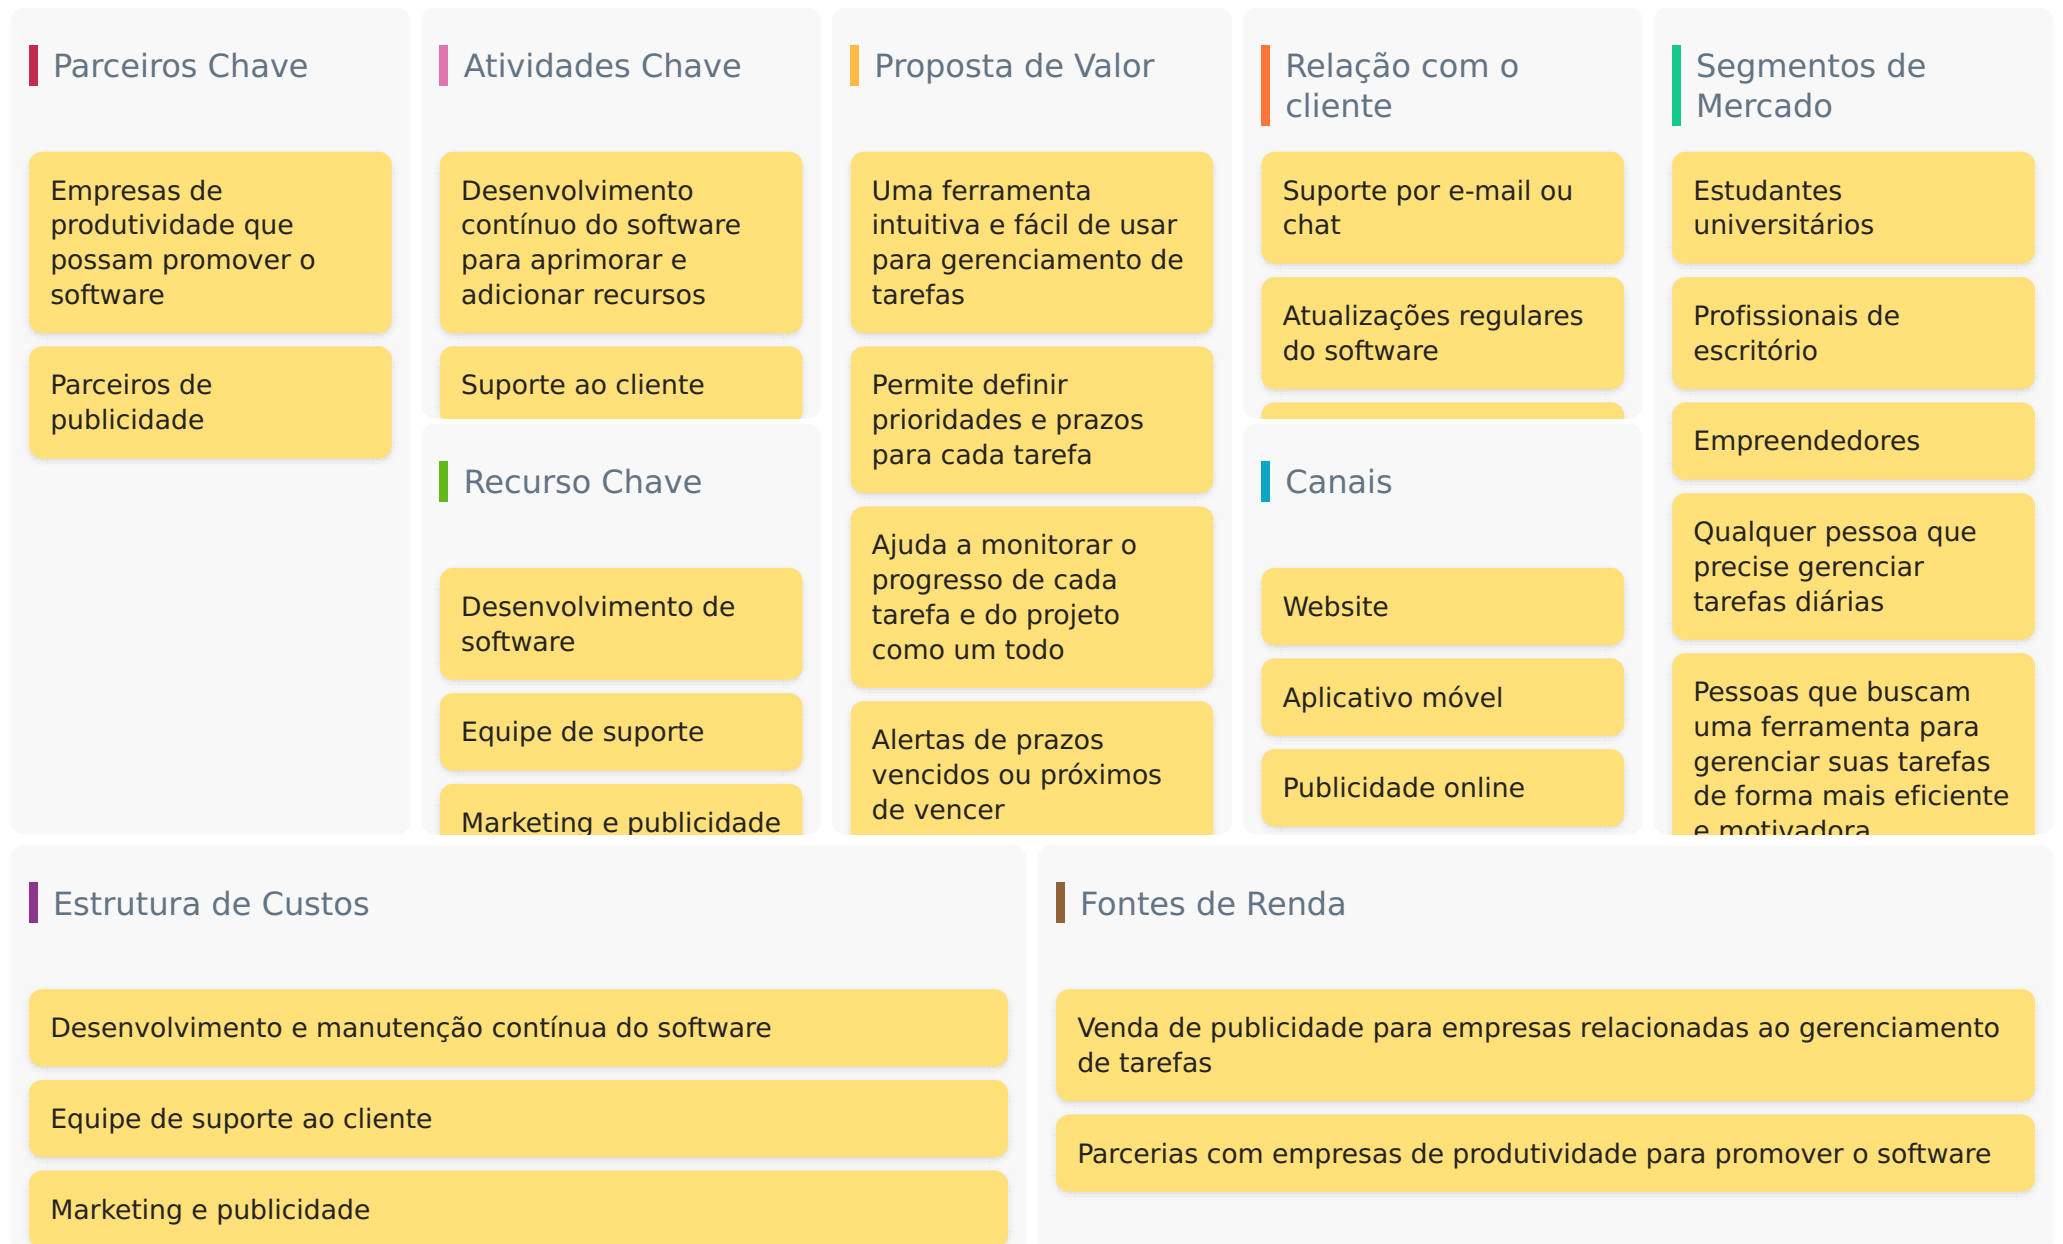 Parceiros Chave
Empresas de
produtividade que
possam promover o
software
Parceiros de
publicidade
Atividades Chave
Desenvolvimento
contínuo do software
para aprimorar e
adicionar recursos
Suporte ao cliente
Recurso Chave
Desenvolvimento de
software
Equipe de suporte
Marketing e publicidade
Proposta de Valor
Uma ferramenta
intuitiva e fácil de usar
para gerenciamento de
tarefas
Permite definir
prioridades e prazos
para cada tarefa
Ajuda a monitorar o
progresso de cada
tarefa e do projeto
como um todo
Alertas de prazos
vencidos ou próximos
de vencer
Relação com o
cliente
Suporte por e-mail ou
chat
Atualizações regulares
do software
Canais
Website
Aplicativo móvel
Publicidade online
Segmentos de
Mercado
Estudantes
universitários
Profissionais de
escritório
Empreendedores
Qualquer pessoa que
precise gerenciar
tarefas diárias
Pessoas que buscam
uma ferramenta para
gerenciar suas tarefas
de forma mais eficiente
e motivadora
Estrutura de Custos
Desenvolvimento e manutenção contínua do software
Equipe de suporte ao cliente
Marketing e publicidade
Fontes de Renda
Venda de publicidade para empresas relacionadas ao gerenciamento
de tarefas
Parcerias com empresas de produtividade para promover o software